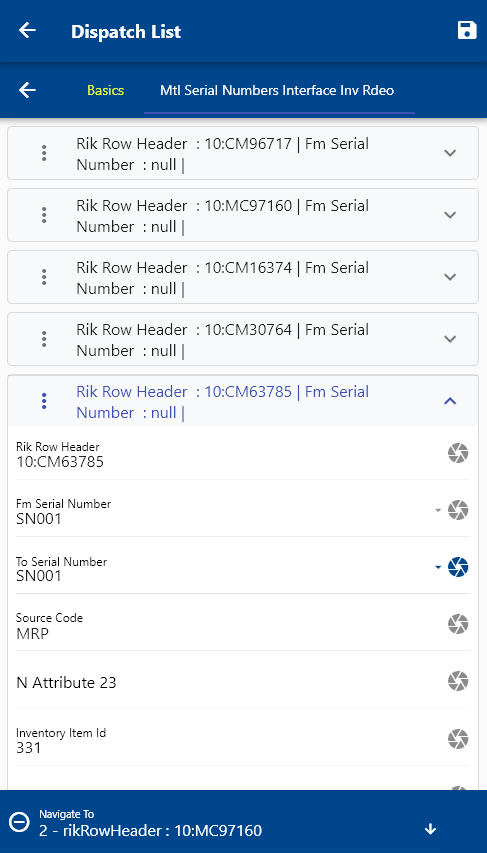 Dispatch List
Basics
Mtl Serial Numbers Interface Inv Rdeo
Rik Row Header : 10:CM96717 | Fm Serial
Number : null |
Rik Row Header : 10:MC97160 | Fm Serial
Number : null |
Rik Row Header : 10:CM16374 | Fm Serial
Number : null |
Rik Row Header : 10:CM30764 | Fm Serial
Number : null |
Rik Row Header : 10:CM63785 | Fm Serial
Number : null |
Rik Row Header
10:CM63785
Fm Serial Number
SN001
To Serial Number
SN001
Source Code
MRP
N Attribute 23
Inventory Item Id
331
Navigate To
2 - rikRowHeader : 10:MC97160